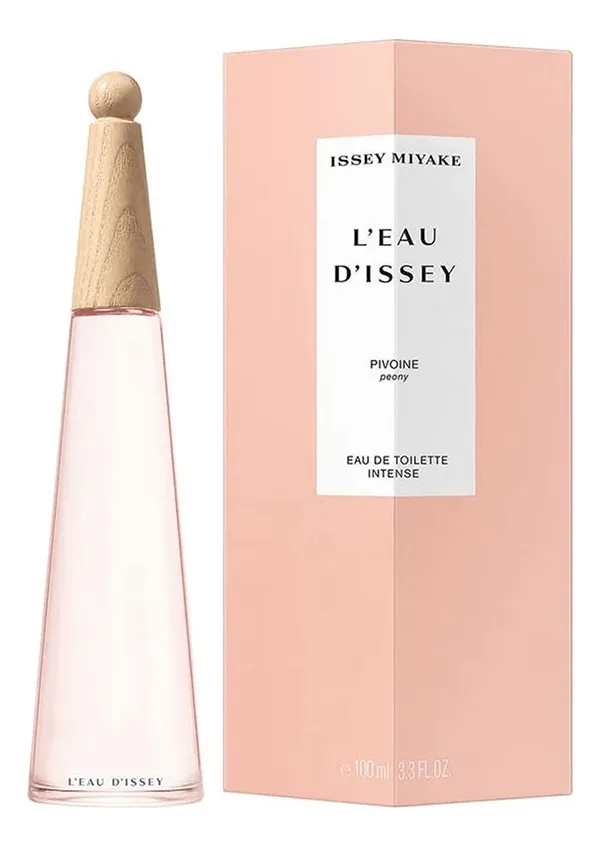 ISSEY MIYAKE
L'EAU
D'ISSEY
PIVOINE
peony
EAU DE TOILETTE
INTENSE
e 100 ml 3.3 FL.OZ.
L'EAU D'ISSEY